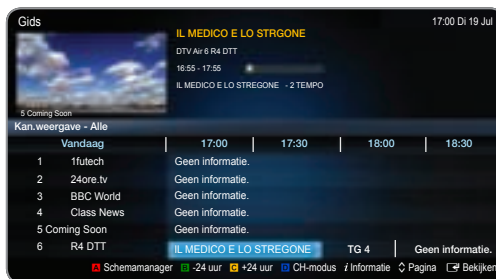 Gids
17:00 Di 19 Jul
IL MEDICO E LO STRGONE
DTV Air 6 R4 DTT
16:55 - 17:55
IL MEDICO E LO STREGONE - 2 TEMPO
5 Coming Soon
Kan.weergave - Alle
Vandaag 17:00 17:30 18:00 18:30
1 1futech Geen informatie.
2 24ore.tv Geen informatie.
3 BBC World Geen informatie.
4 Class News Geen informatie.
5 Coming Soon Geen informatie.
6 R4 DTT IL MEDICO E LO STREGONE TG 4 Geen informatie.
A Schemamanager B -24 uur C +24 uur D CH-modus i Informatie Pagina Bekijken